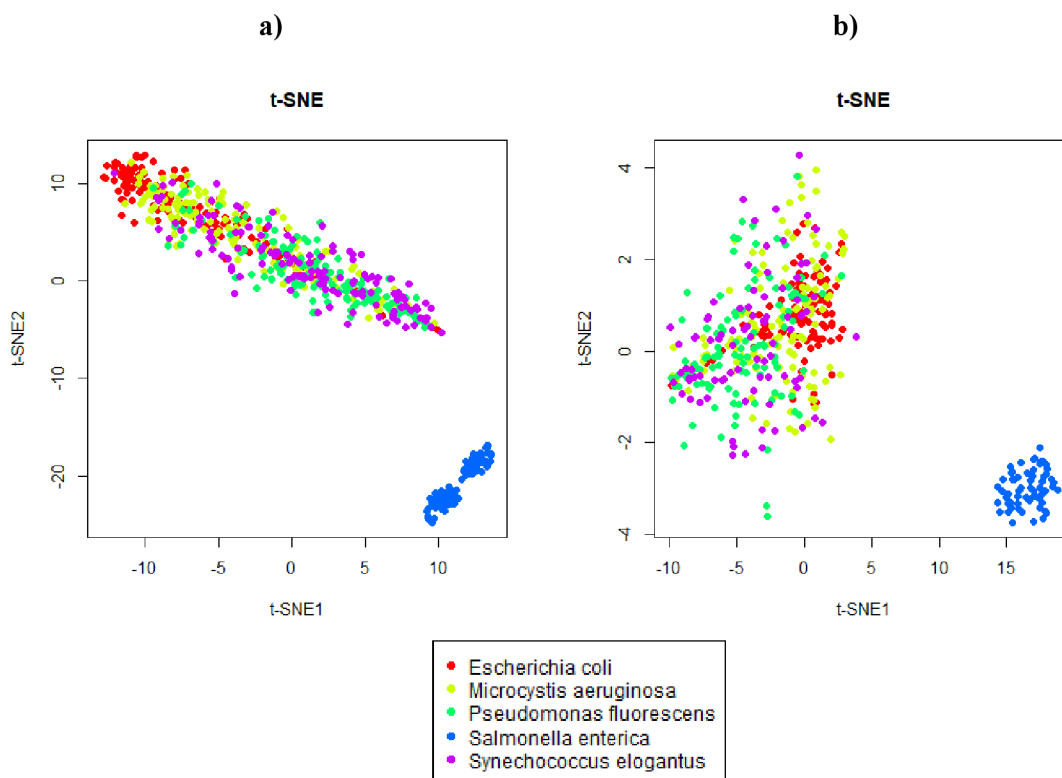 a)
b)
t-SNE
t-SNE
10
0
-10
-20
t-SNE2
-10
-5
0
5
10
t-SNE1
4
2
0
-2
-4
t-SNE2
-10
-5
0
5
10
15
t-SNE1
Escherichia coli
Microcystis aeruginosa
Pseudomonas fluorescens
Salmonella enterica
Synechococcus elogantus